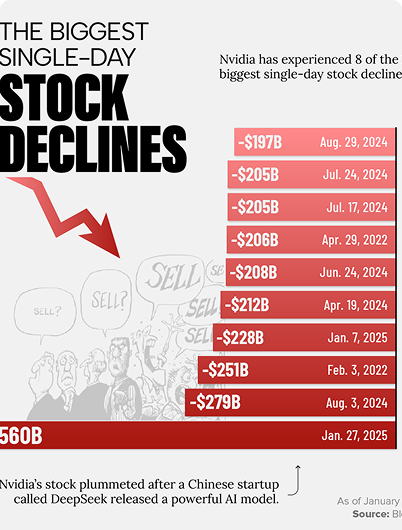 THE BIGGEST
SINGLE-DAY
STOCK
DECLINES
Nvidia has experienced 8 of the
biggest single-day stock decline
-$197B Aug. 29, 2024
-$205B Jul. 24, 2024
-$205B Jul. 17, 2024
-$206B Apr. 29, 2022
-$208B Jun. 24, 2024
-$212B Apr. 19, 2024
-$228B Jan. 7, 2025
-$251B Feb. 3, 2022
-$279B Aug. 3, 2024
560B Jan. 27, 2025
SELL?
SELL?
SELL
SE
SELL
SELL
Nvidia's stock plummeted after a Chinese startup
called DeepSeek released a powerful AI model.
As of January
Source: Bl